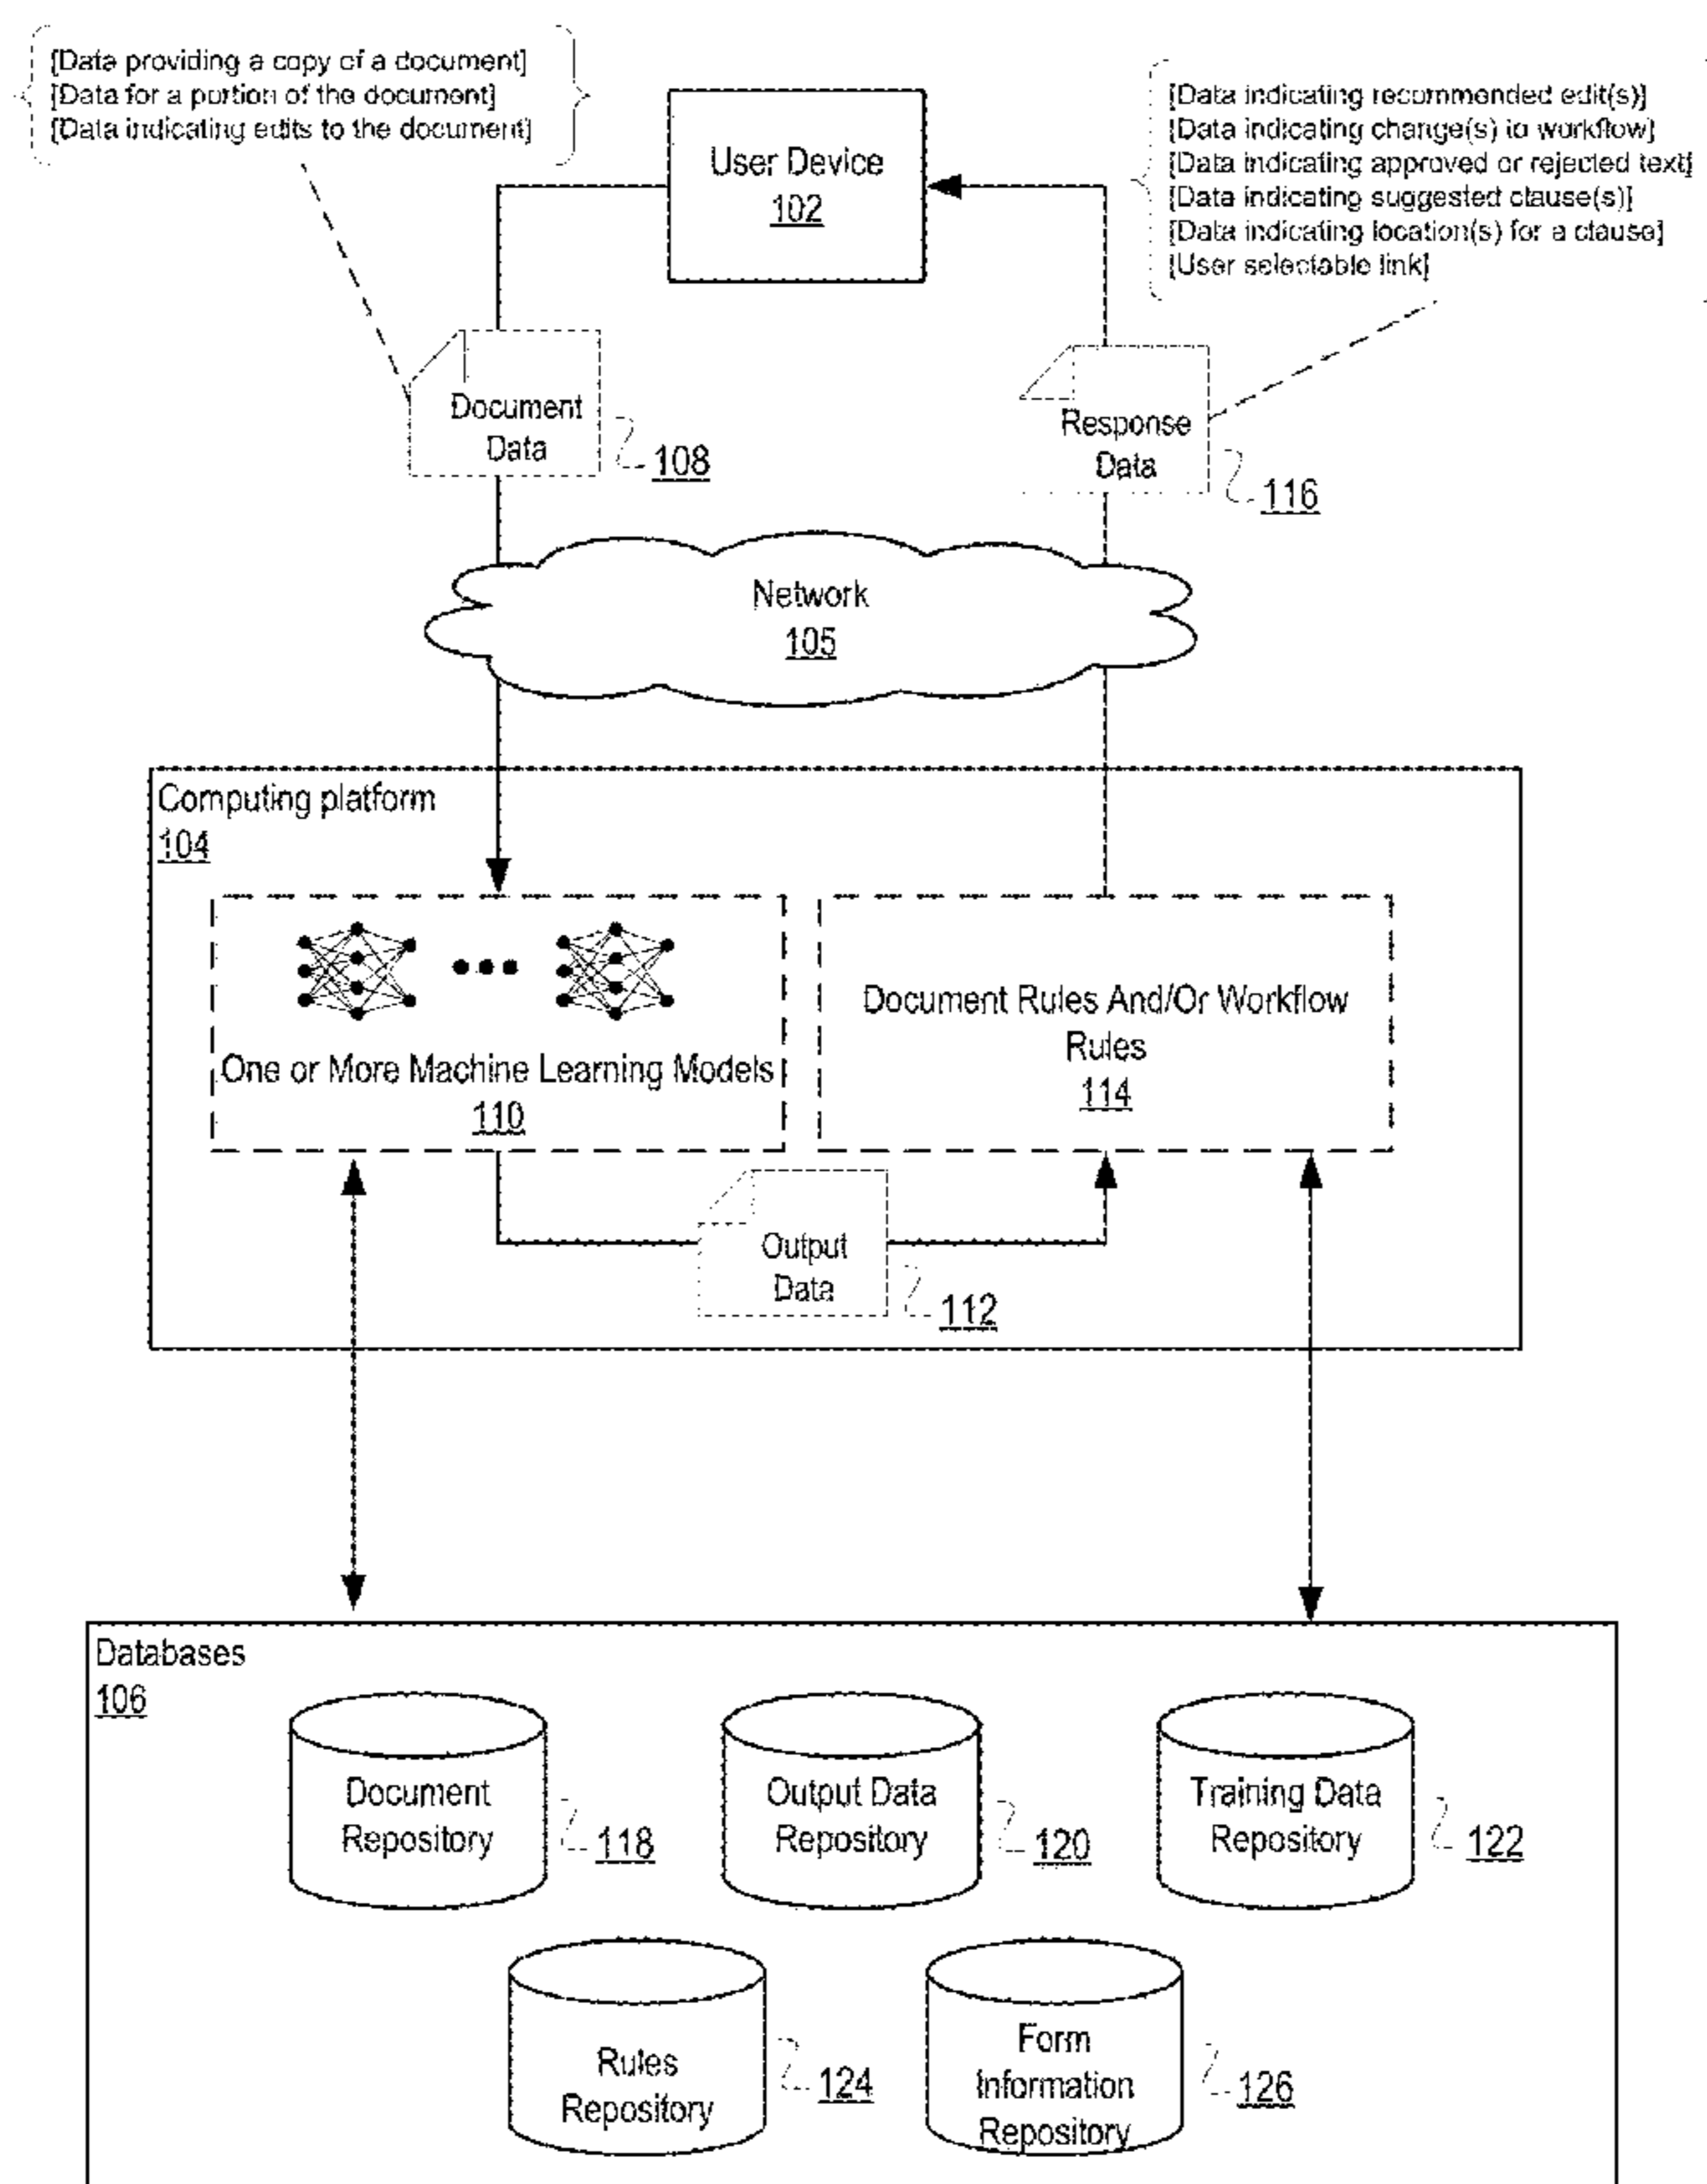 [Data providing a copy of a document]
[Data for a portion of the document]
[Data indicating edits to the document]
User Device
102
[Data indicating recommended edit(s)]
[Data indicating change(s) to workflow]
[Data indicating approved or rejected text]
[Data indicating suggested clause(s)]
[Data indicating location(s) for a clause]
[User selectable link]
Document
Data
108
Response
Data
116
Network
105
Computing platform
104
One or More Machine Learning Models
110
Document Rules And/Or Workflow
Rules
114
Output
Data
112
Databases
106
Document
Repository
118
Output Data
Repository
120
Training Data
Repository
122
Rules
Repository
124
Form
Information
Repository
126